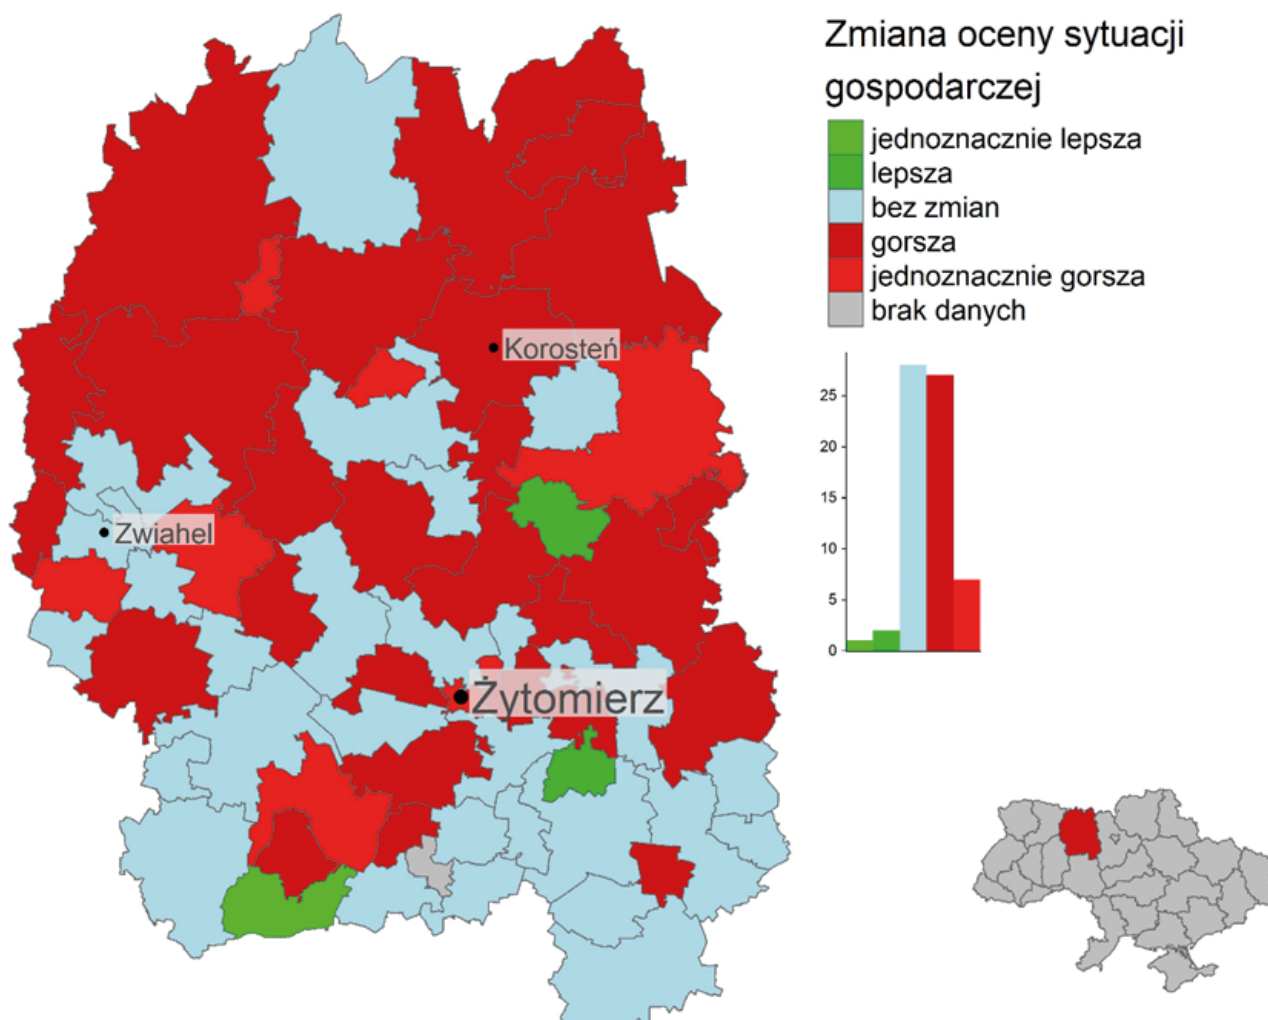 Zmiana oceny sytuacji
gospodarczej
jednoznacznie lepsza
lepsza
bez zmian
gorsza
jednoznacznie gorsza
brak danych
Korosteń
Zwiahel
Żytomierz
25
20
15
10
5
0